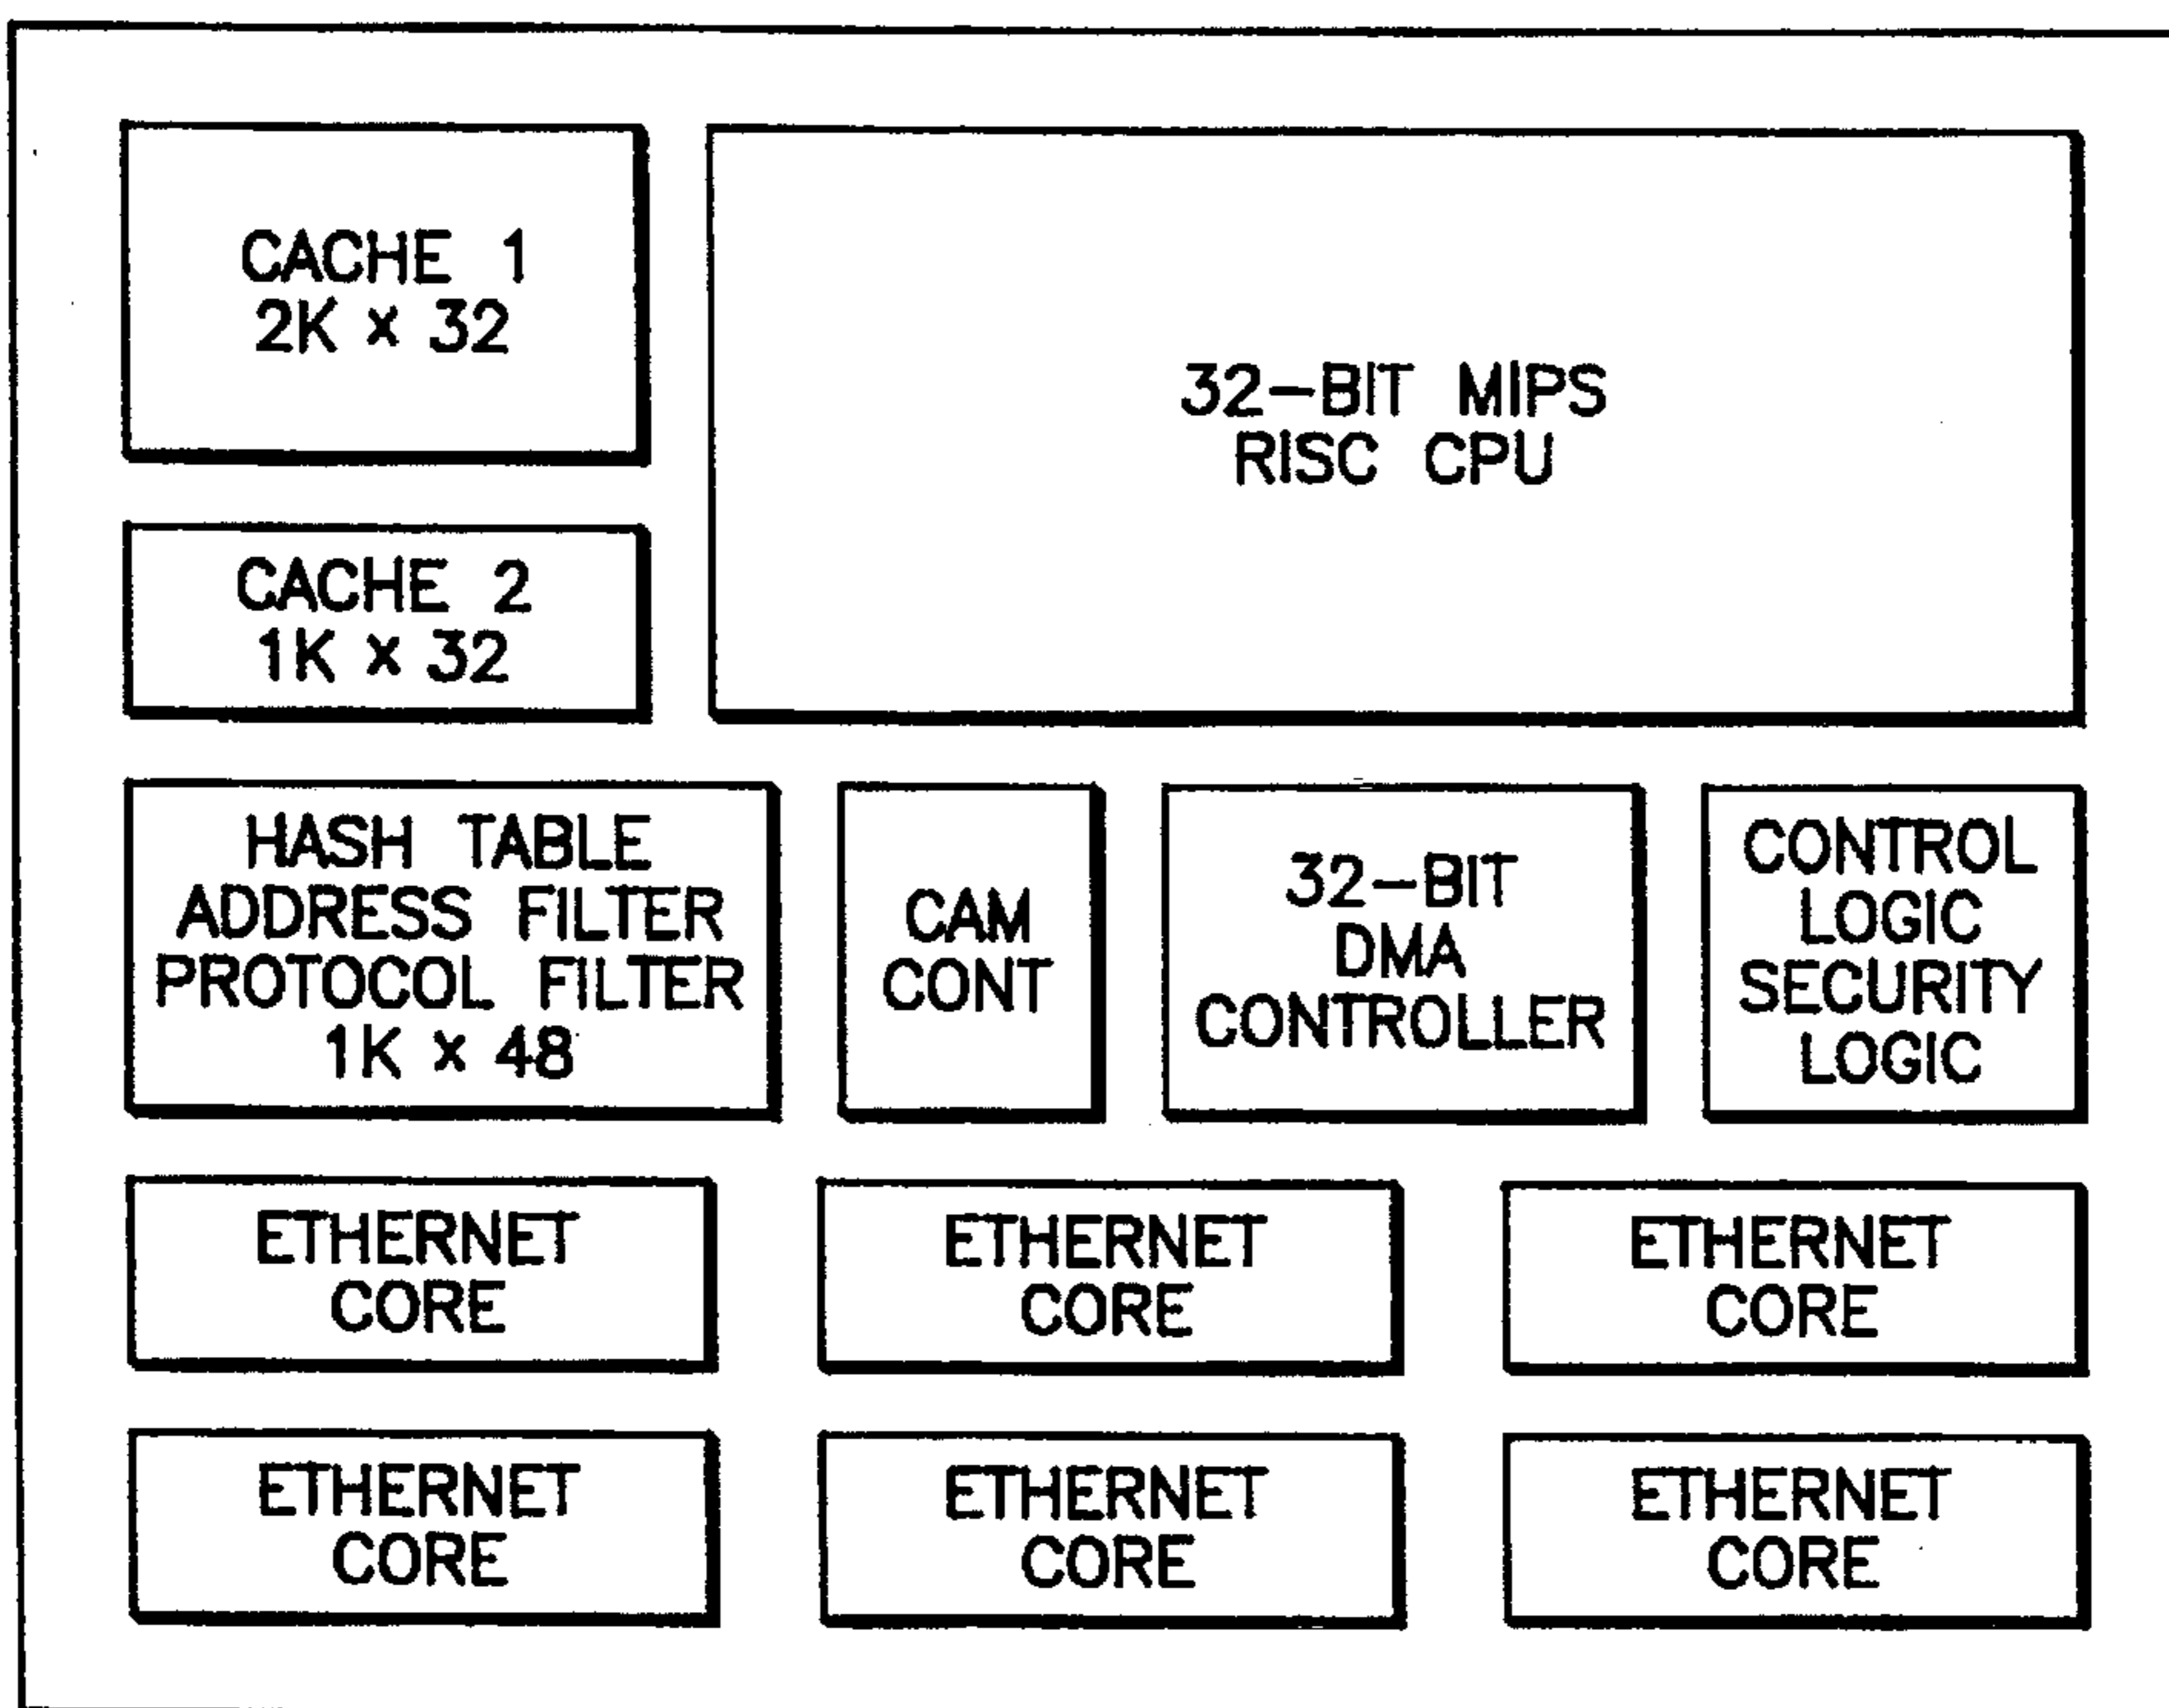 CACHE 1
2K x 32
32-BIT MIPS
RISC CPU
CACHE 2
1K x 32
HASH TABLE
ADDRESS FILTER
PROTOCOL FILTER
1K x 48
CAM
CONT
32-BIT
DMA
CONTROLLER
CONTROL
LOGIC
SECURITY
LOGIC
ETHERNET
CORE
ETHERNET
CORE
ETHERNET
CORE
ETHERNET
CORE
ETHERNET
CORE
ETHERNET
CORE